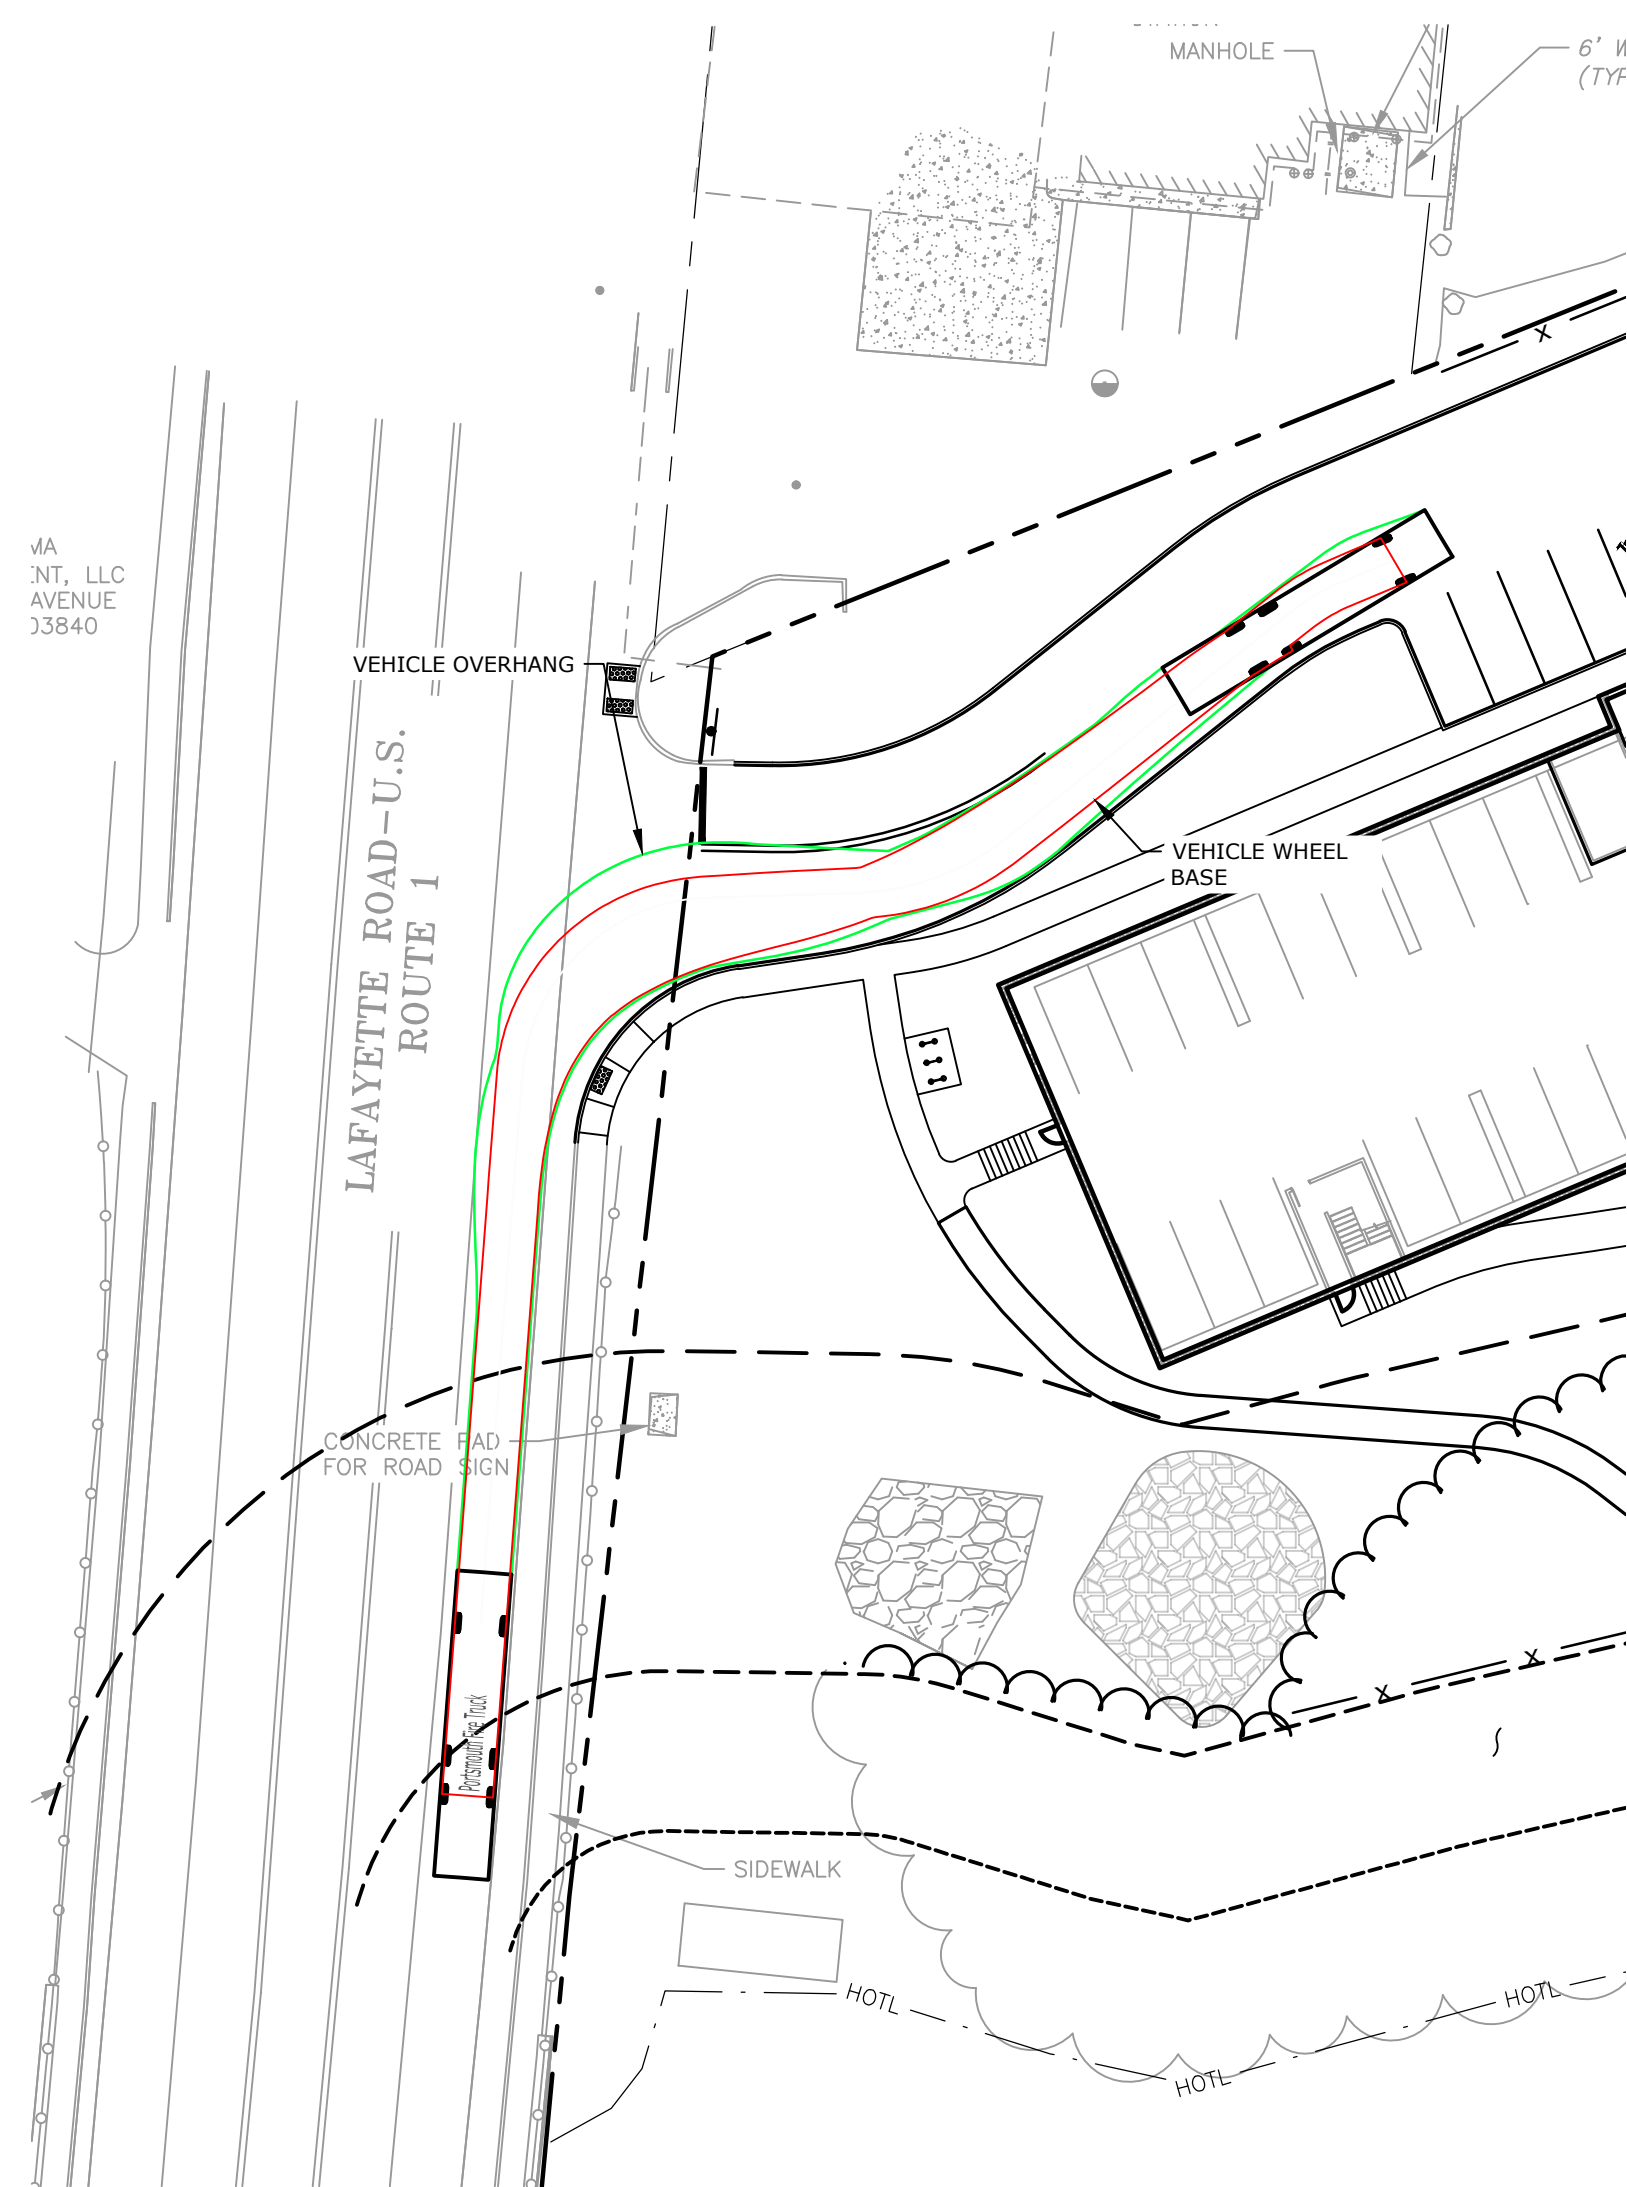 MANHOLE
6' W
(TYP
MA
ENT, LLC
AVENUE
03840
VEHICLE OVERHANG
LAFAYETTE ROAD-U.S.
ROUTE 1
VEHICLE WHEEL
BASE
X
CONCRETE PAD
FOR ROAD SIGN
Portsmouth Fire Truck
X
X
SIDEWALK
HOTL
HOTL
HOTL